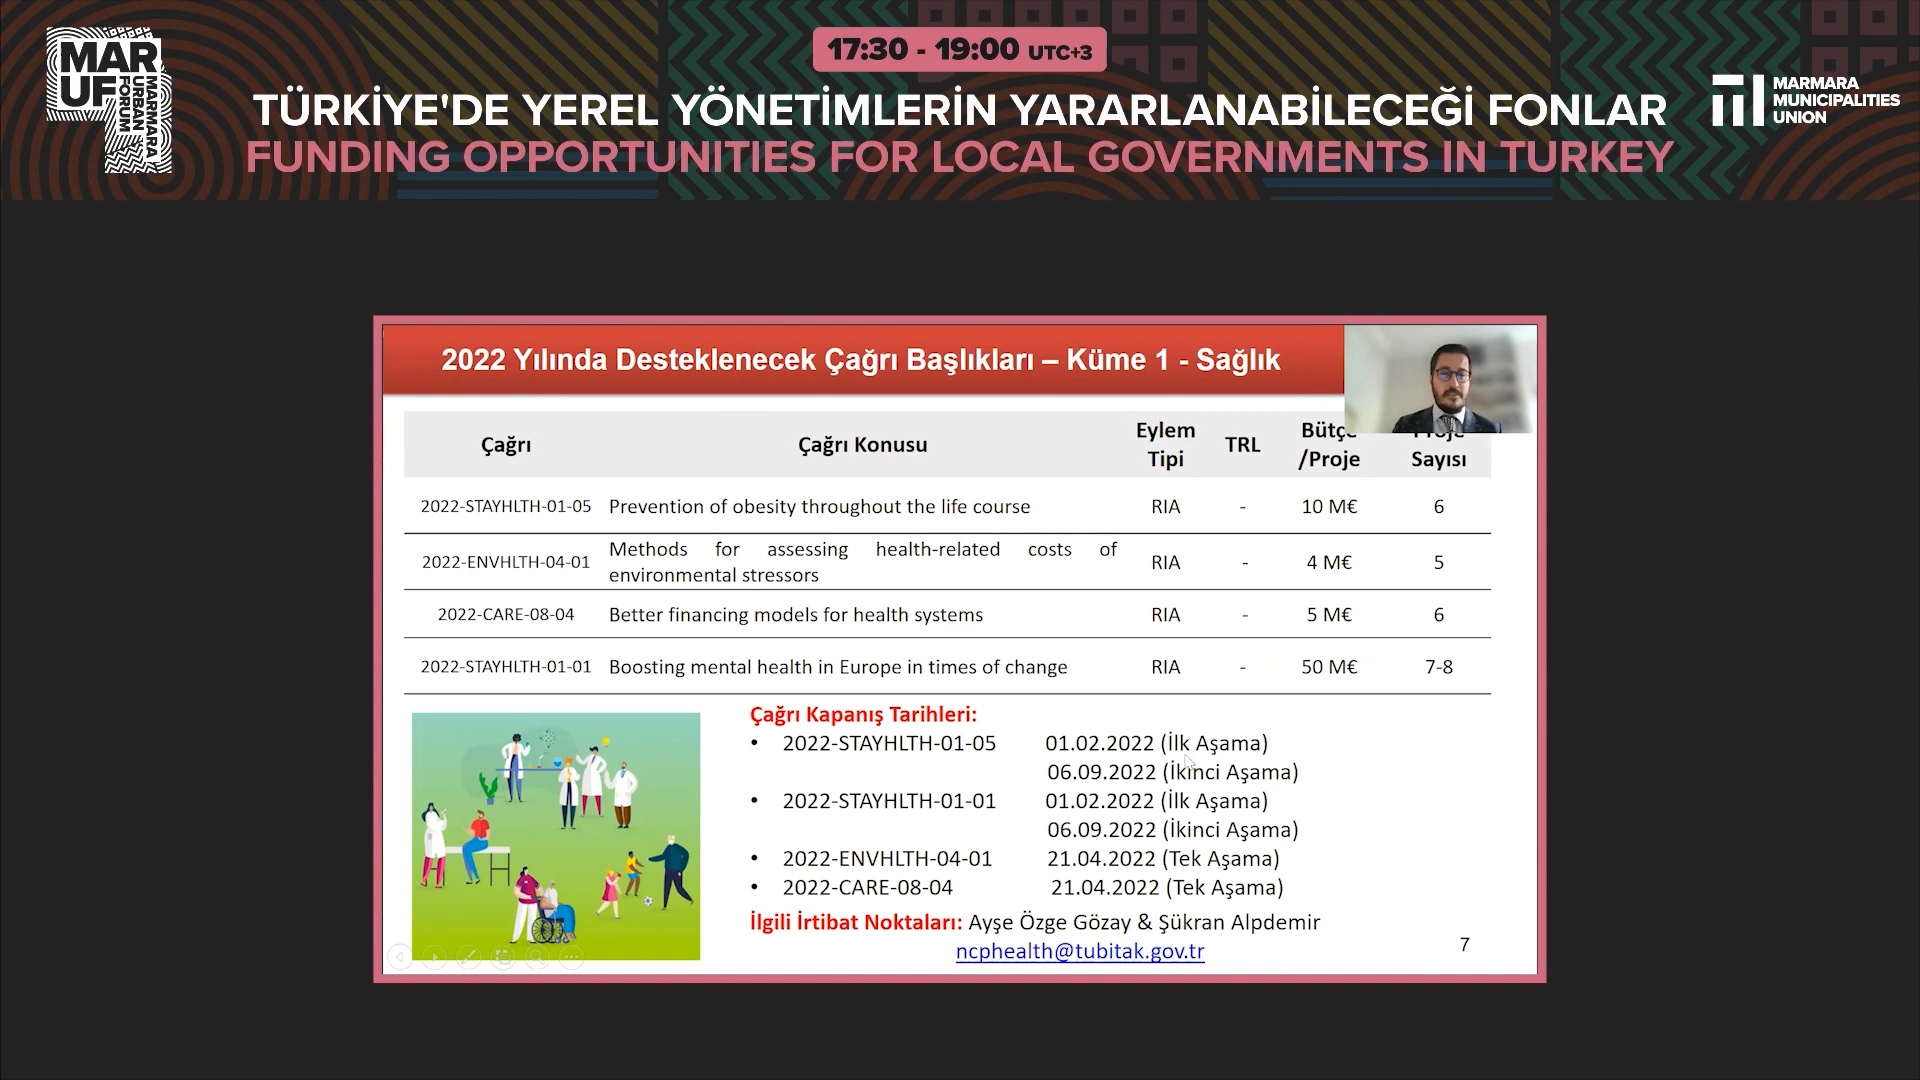 MAR
UF
MARMARA
URBAN
FORUM
17:30 - 19:00 UTC+3
TÜRKİYE'DE YEREL YÖNETİMLERİN YARARLANABİLECEĞİ FONLAR
FUNDING OPPORTUNITIES FOR LOCAL GOVERNMENTS IN TURKEY
MARMARA
MUNICIPALITIES
UNION
2022 Yılında Desteklenecek Çağrı Başlıkları – Küme 1 - Sağlık
Çağrı Çağrı Konusu Eylem Tipi TRL Bütçe /Proje Proje Sayısı
2022-STAYHLTH-01-05 Prevention of obesity throughout the life course RIA - 10 M€ 6
2022-ENVHLTH-04-01 Methods for assessing health-related costs of environmental stressors RIA - 4 M€ 5
2022-CARE-08-04 Better financing models for health systems RIA - 5 M€ 6
2022-STAYHLTH-01-01 Boosting mental health in Europe in times of change RIA - 50 M€ 7-8
Çağrı Kapanış Tarihleri:
• 2022-STAYHLTH-01-05 01.02.2022 (İlk Aşama)
06.09.2022 (İkinci Aşama)
• 2022-STAYHLTH-01-01 01.02.2022 (İlk Aşama)
06.09.2022 (İkinci Aşama)
• 2022-ENVHLTH-04-01 21.04.2022 (Tek Aşama)
• 2022-CARE-08-04 21.04.2022 (Tek Aşama)
İlgili İrtibat Noktaları: Ayşe Özge Gözay & Şükran Alpdemir
ncphealth@tubitak.gov.tr
7